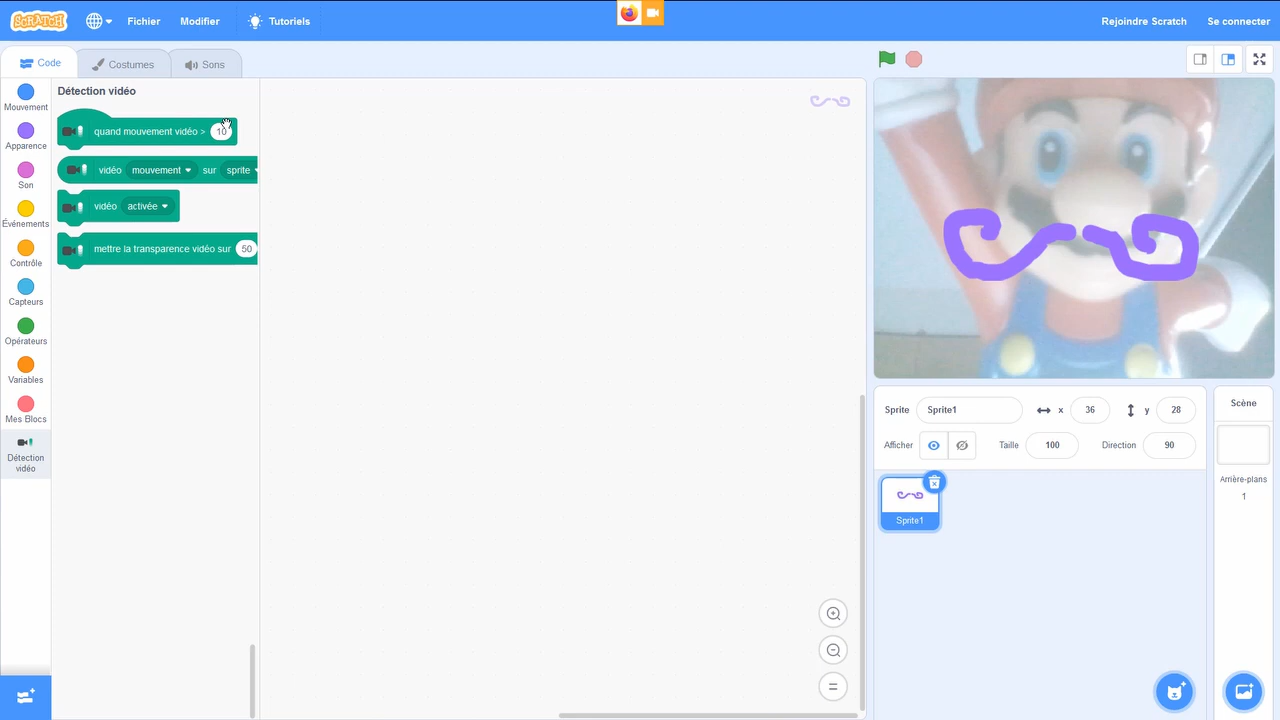 SCRATCH
Fichier
Modifier
Tutoriels
Rejoindre Scratch
Se connecter
Code
Costumes
Sons
Mouvement
Apparence
Son
Événements
Contrôle
Capteurs
Opérateurs
Variables
Mes Blocs
Détection
vidéo
Détection vidéo
quand mouvement vidéo > 10
vidéo mouvement sur sprite
vidéo activée
mettre la transparence vidéo sur 50
Sprite Sprite1 x 36 y 28
Afficher Taille 100 Direction 90
Sprite1
Scène
Arrière-plans
1